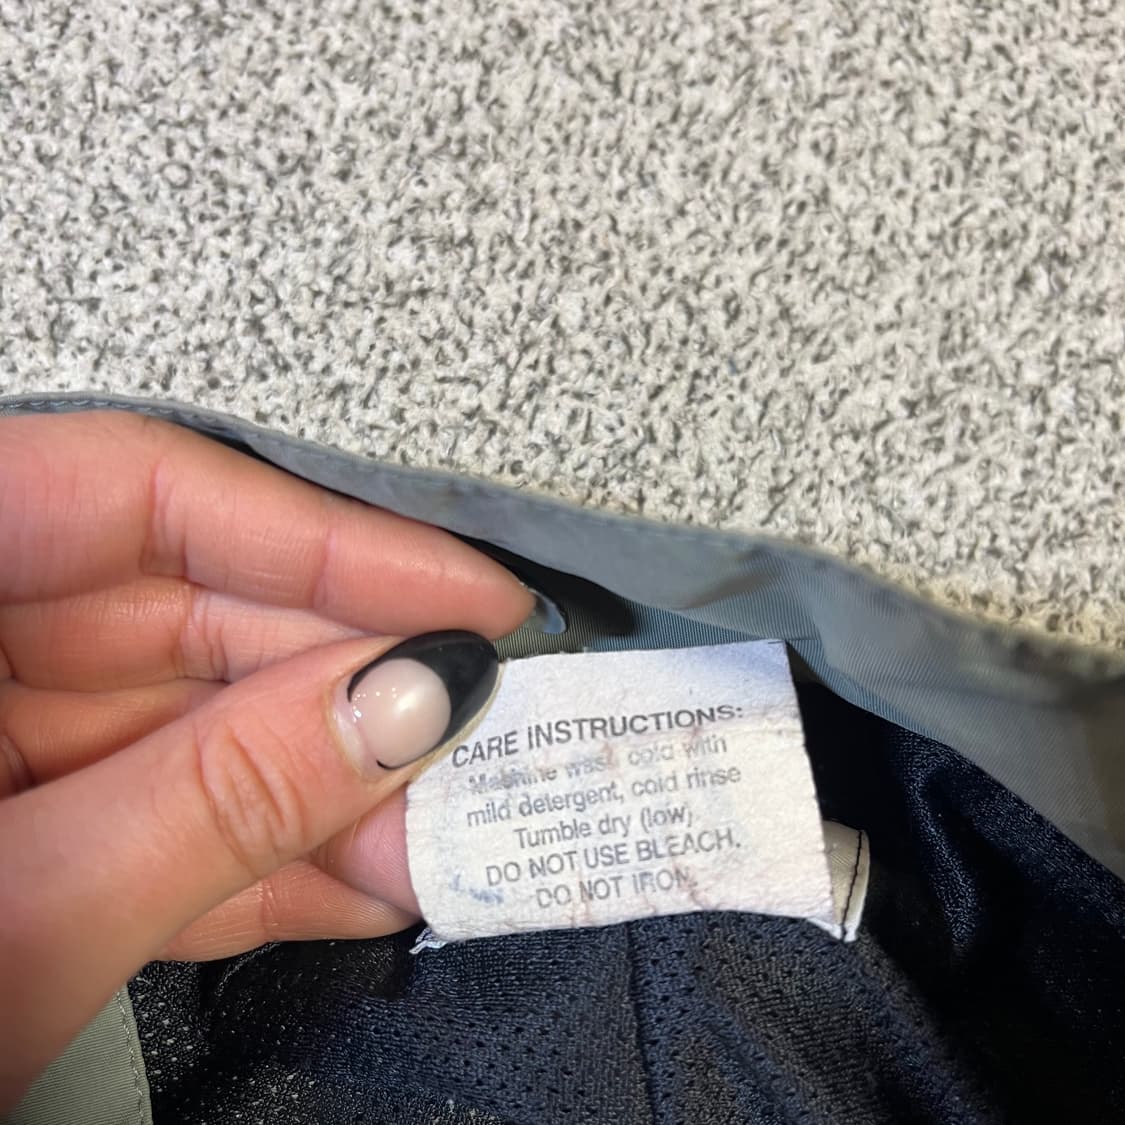 CARE INSTRUCTIONS:
Machine wash cold with
mild detergent, cold rinse
Tumble dry (low)
DO NOT USE BLEACH.
DO NOT IRON.